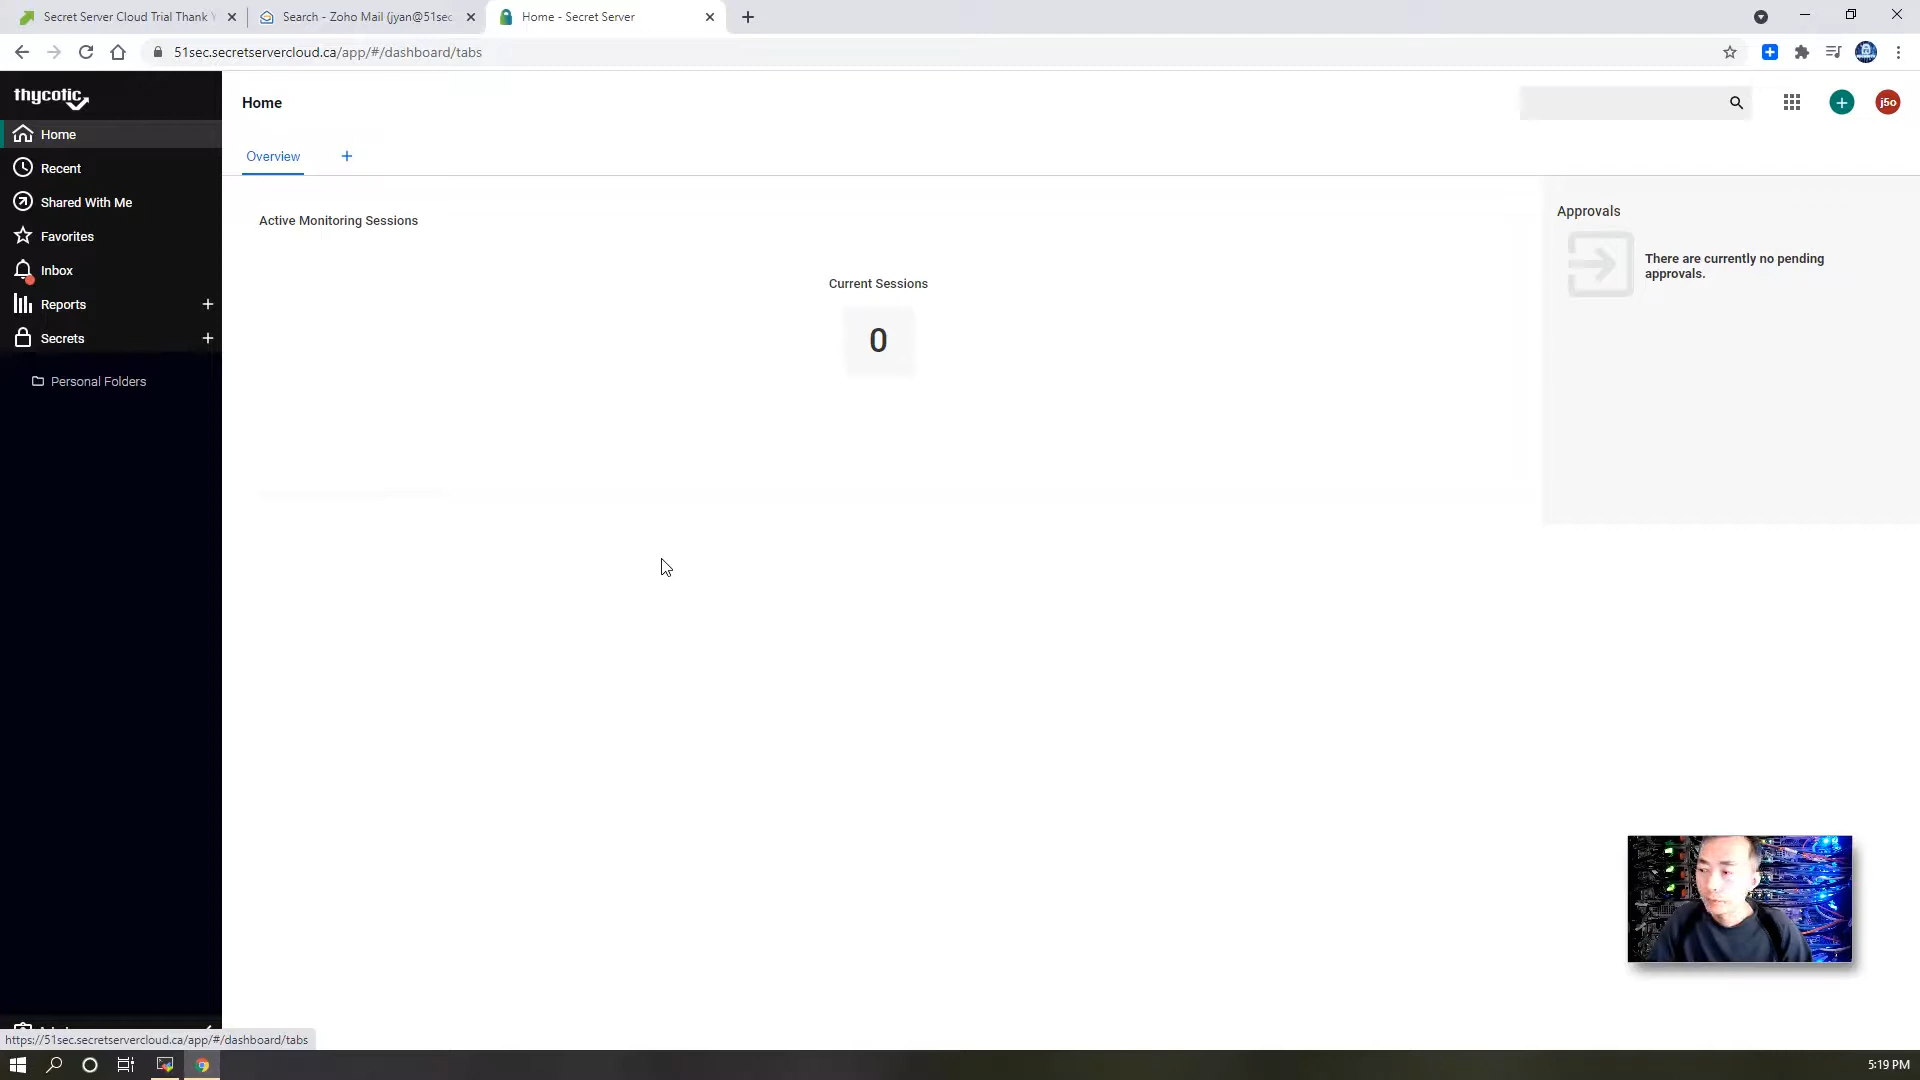 Secret Server Cloud Trial Thank Y
Search - Zoho Mail (jyan@51sec
Home - Secret Server
51sec.secretservercloud.ca/app/#/dashboard/tabs
thycotic
Home
Recent
Shared With Me
Favorites
Inbox
Reports
Secrets
Personal Folders
Home
j5o
Overview
Active Monitoring Sessions
Current Sessions
0
Approvals
There are currently no pending
approvals.
https://51sec.secretservercloud.ca/app/#/dashboard/tabs
5:19 PM